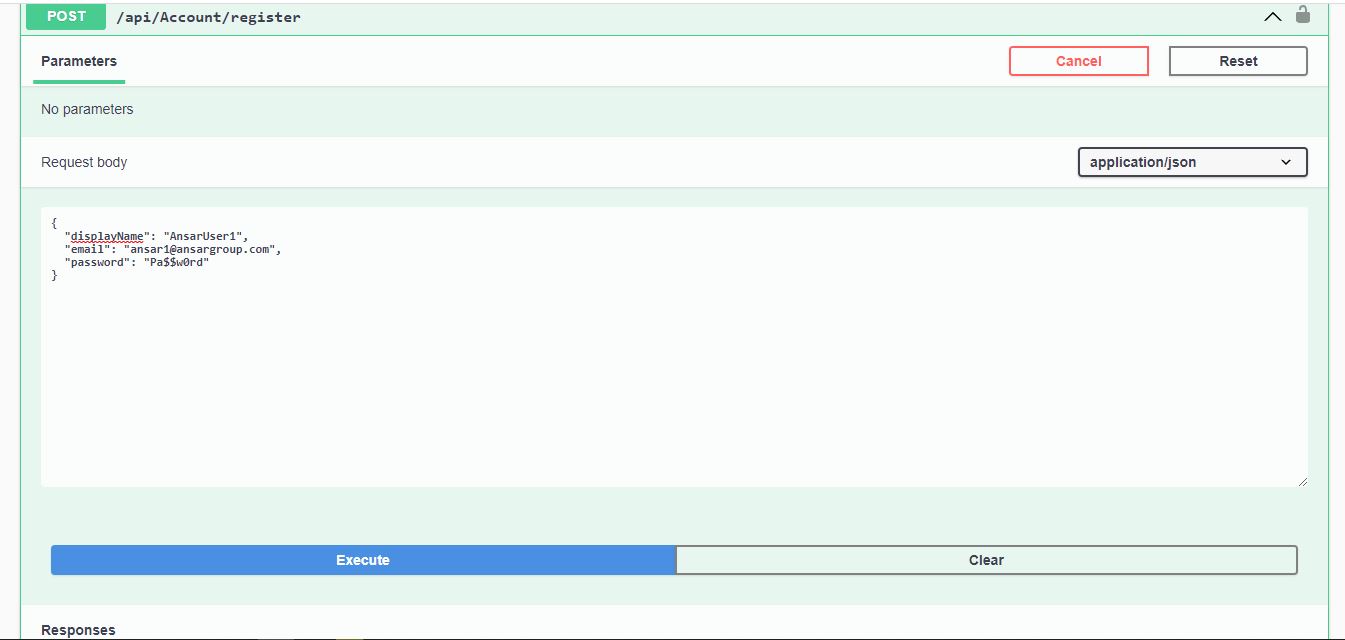 POST /api/Account/register
Parameters
Cancel
Reset
No parameters
Request body
application/json
{
"displayName": "AnsarUser1",
"email": "ansar1@ansargroup.com",
"password": "Pa$$w0rd"
}
Execute
Clear
Responses